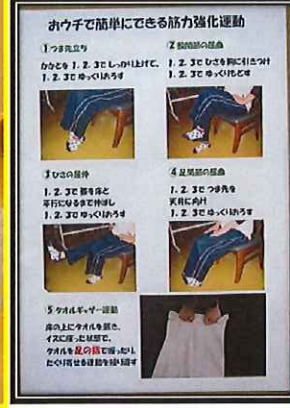 おウチで簡単にできる筋力強化運動
① つま先立ち
かかとを 1. 2. 3で しっかり上げて、
1. 2. 3で ゆっくりおろす
② 股関節の屈曲
1. 2. 3で ひざを胸に引きつけ
1. 2. 3で ゆっくりもどす
③ ひざの屈伸
1. 2. 3で 膝を床と
平行になるまで伸ばし
1. 2. 3で ゆっくりおろす
④ 足関節の屈曲
1. 2. 3で つま先を
天井に向け
1. 2. 3で ゆっくりおろす
⑤ タオルギャザー運動
床の上にタオルを敷き、
イスに座った状態で、
タオルを足の指で握ったり、
たぐり寄せる運動を繰り返す